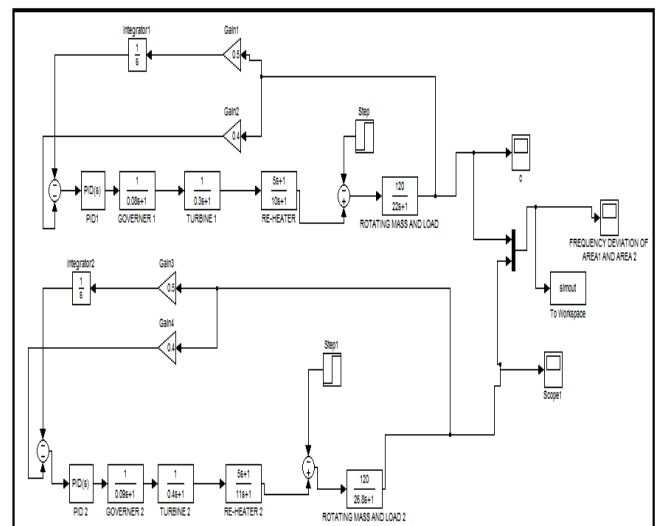 Integrator1
1
s
Gain1
0.5
Gain2
0.4
Step
PID(s)
PID1
1
0.08s+1
GOVERNER 1
1
0.3s+1
TURBINE 1
5s+1
10s+1
RE-HEATER
120
22s+1
ROTATING MASS AND LOAD
c
FREQUENCY DEVIATION OF
AREA1 AND AREA 2
simout
To Workspace
Scope1
Integrator2
1
s
Gain3
0.5
Gain4
0.4
Step1
PID(s)
PID 2
1
0.09s+1
GOVERNER 2
1
0.4s+1
TURBINE 2
5s+1
11s+1
RE-HEATER 2
120
26.8s+1
ROTATING MASS AND LOAD 2